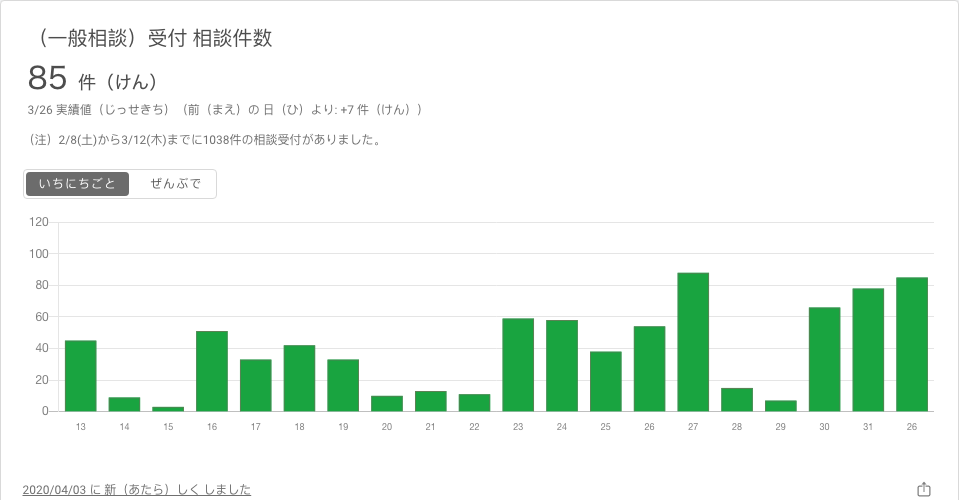 （一般相談）受付 相談件数
85 件（けん）
3/26 実績値（じっせきち）（前（まえ）の 日（ひ）より: +7 件（けん））
（注）2/8(土)から3/12(木)までに1038件の相談受付がありました。
いちにちごと ぜんぶで
120
100
80
60
40
20
0
13 14 15 16 17 18 19 20 21 22 23 24 25 26 27 28 29 30 31 26
2020/04/03 に 新（あたら）しく しました